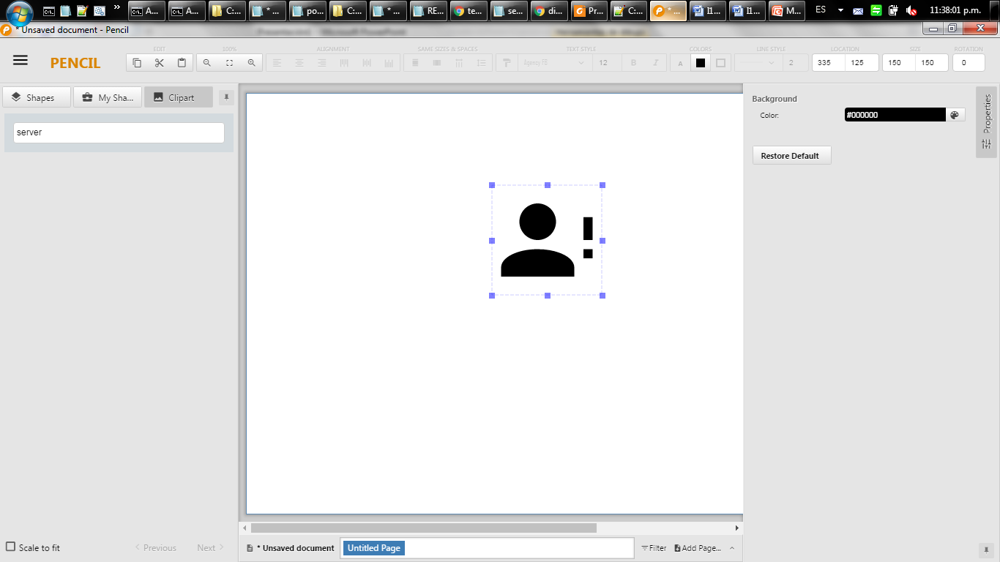 A...
A...
C:...
* ...
po...
C:...
* ...
RE...
te...
se...
di...
Pr...
C:...
* ...
M...
ES
11:38:01 p.m.
* Unsaved document - Pencil
PENCIL
EDIT
100%
ALIGNMENT
SAME SIZES & SPACES
TEXT STYLE
COLORS
LINE STYLE
LOCATION
SIZE
ROTATION
Agency FB
12
B
I
A
2
335
125
150
150
0
Shapes
My Sha...
Clipart
server
Background
Color:
#000000
Restore Default
Properties
Scale to fit
Previous
Next
* Unsaved document
Untitled Page
Filter
Add Page...